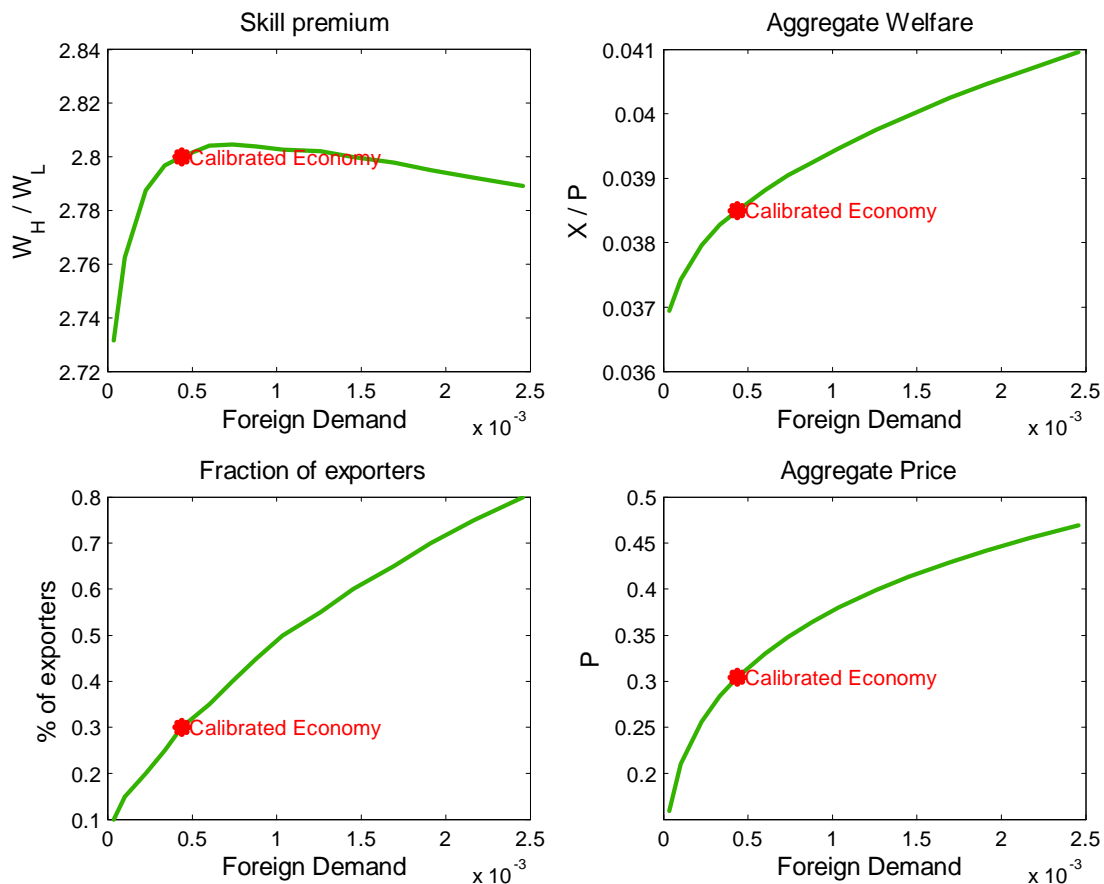 Skill premium
2.84
2.82
2.8
2.78
2.76
2.74
2.72
W_H / W_L
Calibrated Economy
0 0.5 1 1.5 2 2.5
Foreign Demand
x 10^-3
Aggregate Welfare
0.041
0.04
0.039
0.038
0.037
0.036
X / P
Calibrated Economy
0 0.5 1 1.5 2 2.5
Foreign Demand
x 10^-3
Fraction of exporters
0.8
0.7
0.6
0.5
0.4
0.3
0.2
0.1
% of exporters
Calibrated Economy
0 0.5 1 1.5 2 2.5
Foreign Demand
x 10^-3
Aggregate Price
0.5
0.45
0.4
0.35
0.3
0.25
0.2
P
Calibrated Economy
0 0.5 1 1.5 2 2.5
Foreign Demand
x 10^-3